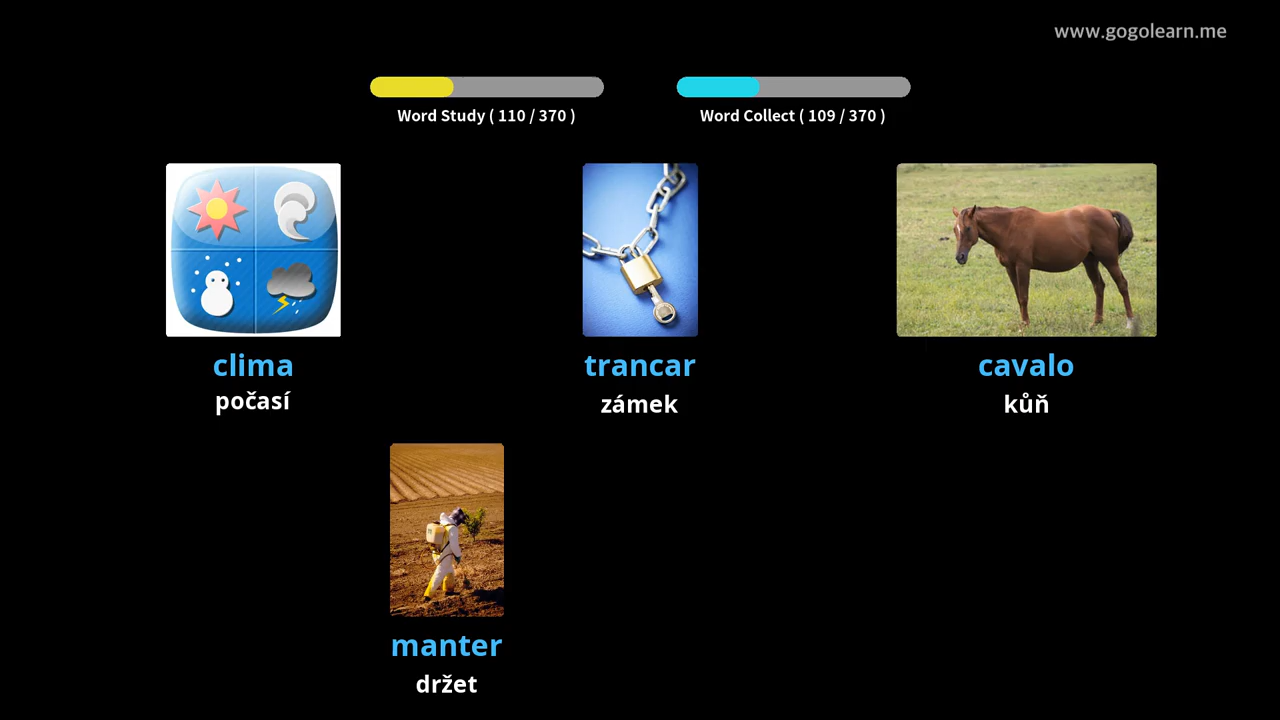 www.gogolearn.me
Word Study ( 110 / 370 )
Word Collect ( 109 / 370 )
clima
počasí
trancar
zámek
cavalo
kůň
manter
držet